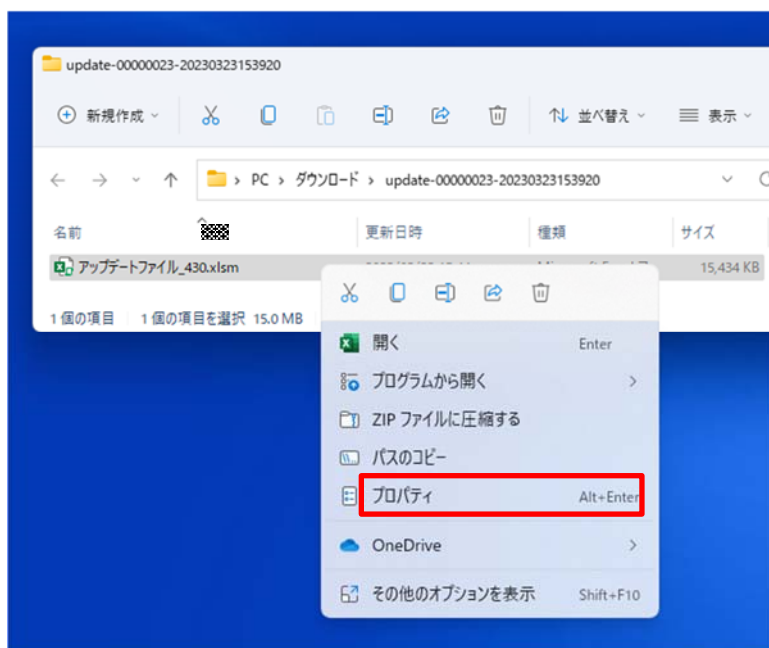 update-00000023-20230323153920
新規作成
並べ替え
表示
PC › ダウンロード › update-00000023-20230323153920
名前 更新日時 種類 サイズ
アップデートファイル_430.xlsm 15,434 KB
1 個の項目 1 個の項目を選択 15.0 MB
開く Enter
プログラムから開く
ZIP ファイルに圧縮する
パスのコピー
プロパティ Alt+Enter
OneDrive
その他のオプションを表示 Shift+F10